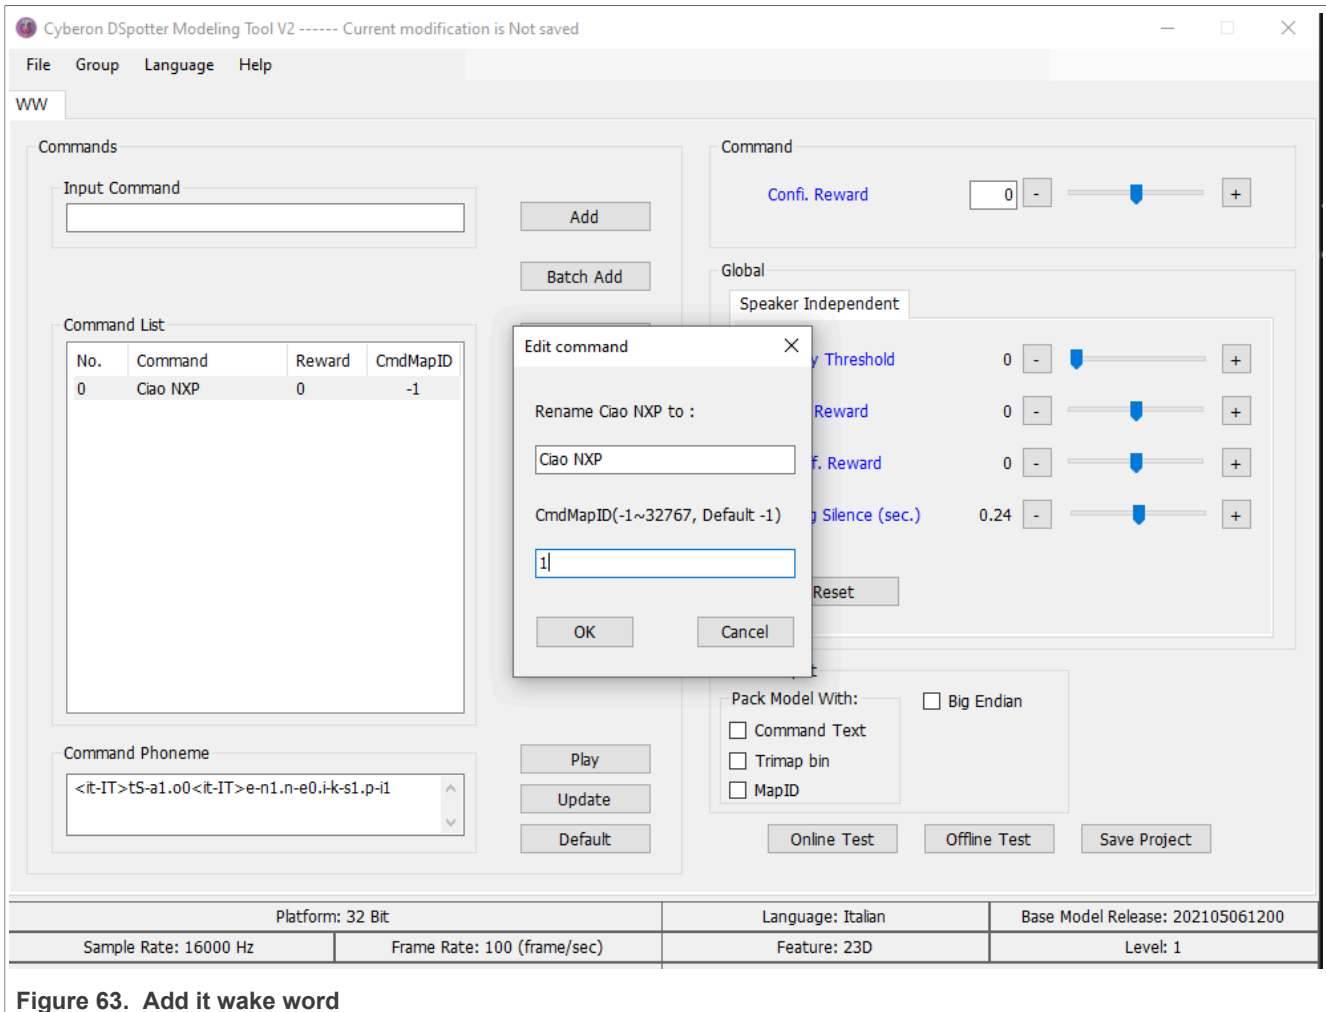 Cyberon DSpotter Modeling Tool V2 ------ Current modification is Not saved
File Group Language Help
WW
Commands
Input Command
Add
Batch Add
Command List
No. Command Reward CmdMapID
0 Ciao NXP 0 -1
Command Phoneme
<it-IT>tS-a1.o0<it-IT>e-n1.n-e0.i-k-s1.p-i1
Play
Update
Default
Edit command
Rename Ciao NXP to :
Ciao NXP
CmdMapID(-1~32767, Default -1)
1
OK Cancel
Command
Confi. Reward 0 - +
Global
Speaker Independent
Threshold 0 - +
Reward 0 - +
Reward 0 - +
Silence (sec.) 0.24 - +
Reset
Pack Model With:
Command Text
Trimap bin
MapID
Big Endian
Online Test Offline Test Save Project
Platform: 32 Bit Language: Italian Base Model Release: 202105061200
Sample Rate: 16000 Hz Frame Rate: 100 (frame/sec) Feature: 23D Level: 1
Figure 63. Add it wake word